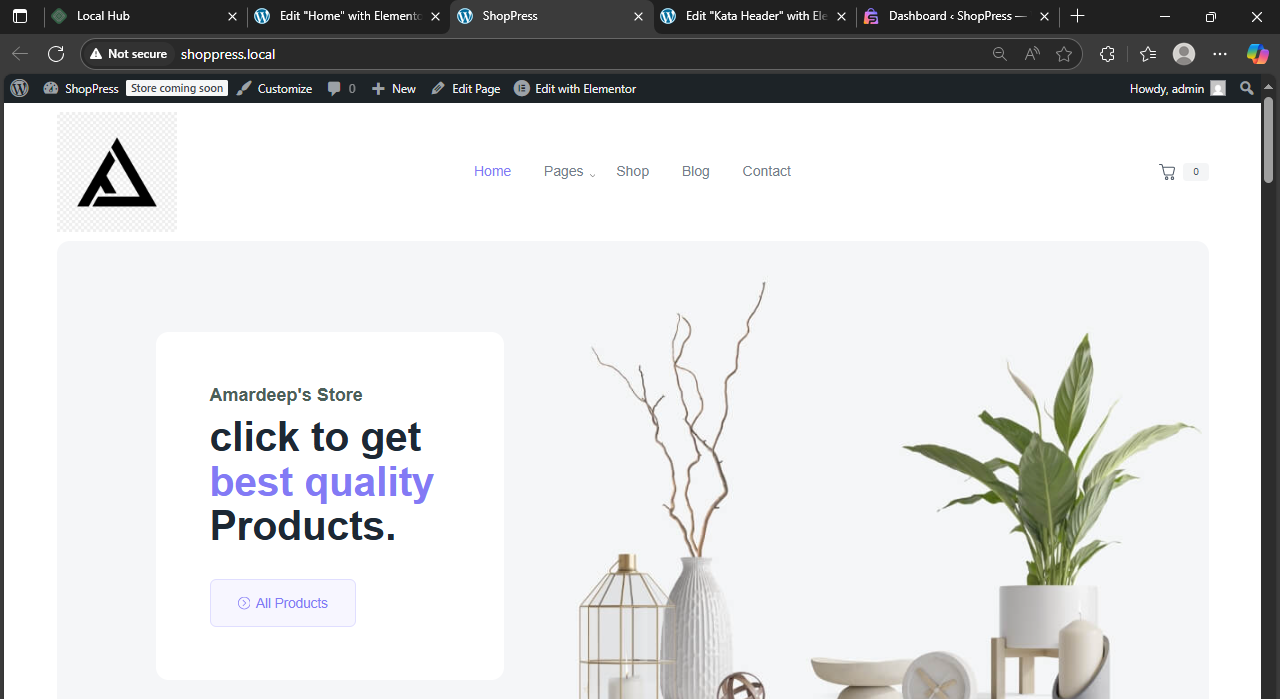 Local Hub
Edit "Home" with Elemento
ShopPress
Edit "Kata Header" with Ele
Dashboard ‹ ShopPress —
Not secure
shoppress.local
ShopPress
Store coming soon
Customize
0
New
Edit Page
Edit with Elementor
Howdy, admin
Home
Pages
Shop
Blog
Contact
0
Amardeep's Store
click to get
best quality
Products.
All Products